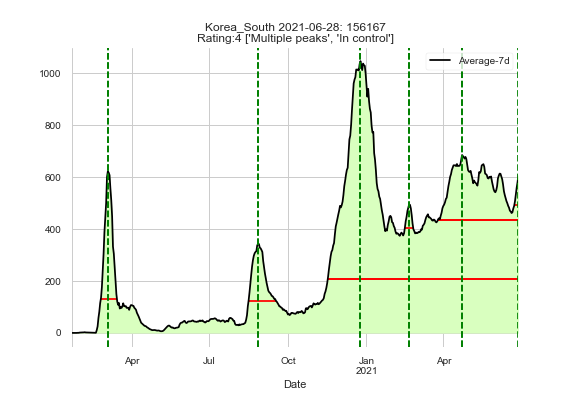 Korea_South 2021-06-28: 156167
Rating:4 ['Multiple peaks', 'In control']
Average-7d
1000
800
600
400
200
0
Apr
Jul
Oct
Jan
2021
Apr
Date